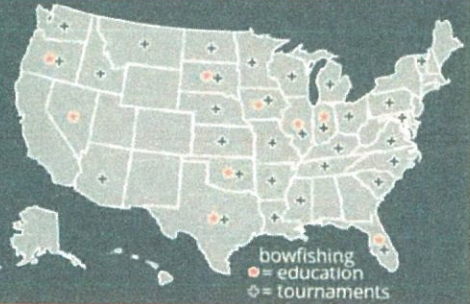 bowfishing
= education
= tournaments